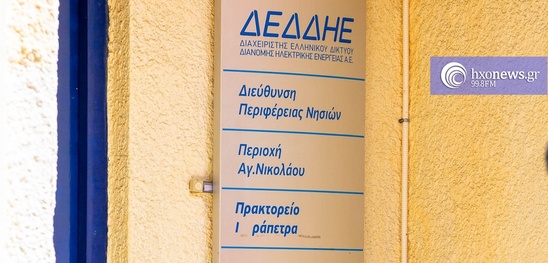 ΔΕΔΔΗΕ
ΔΙΑΧΕΙΡΙΣΤΗΣ ΕΛΛΗΝΙΚΟΥ ΔΙΚΤΥΟΥ
ΔΙΑΝΟΜΗΣ ΗΛΕΚΤΡΙΚΗΣ ΕΝΕΡΓΕΙΑΣ Α.Ε.
Διεύθυνση
Περιφέρειας Νησιών
Περιοχή
Αγ.Νικολάου
Πρακτορείο
Ι ράπετρα
hxonews.gr
99.8FM